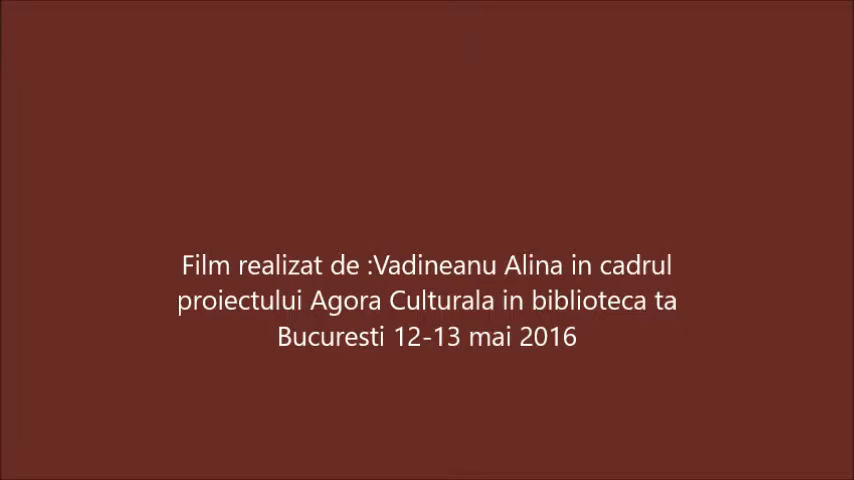 Film realizat de :Vadineanu Alina in cadrul
proiectului Agora Culturala in biblioteca ta
Bucuresti 12-13 mai 2016